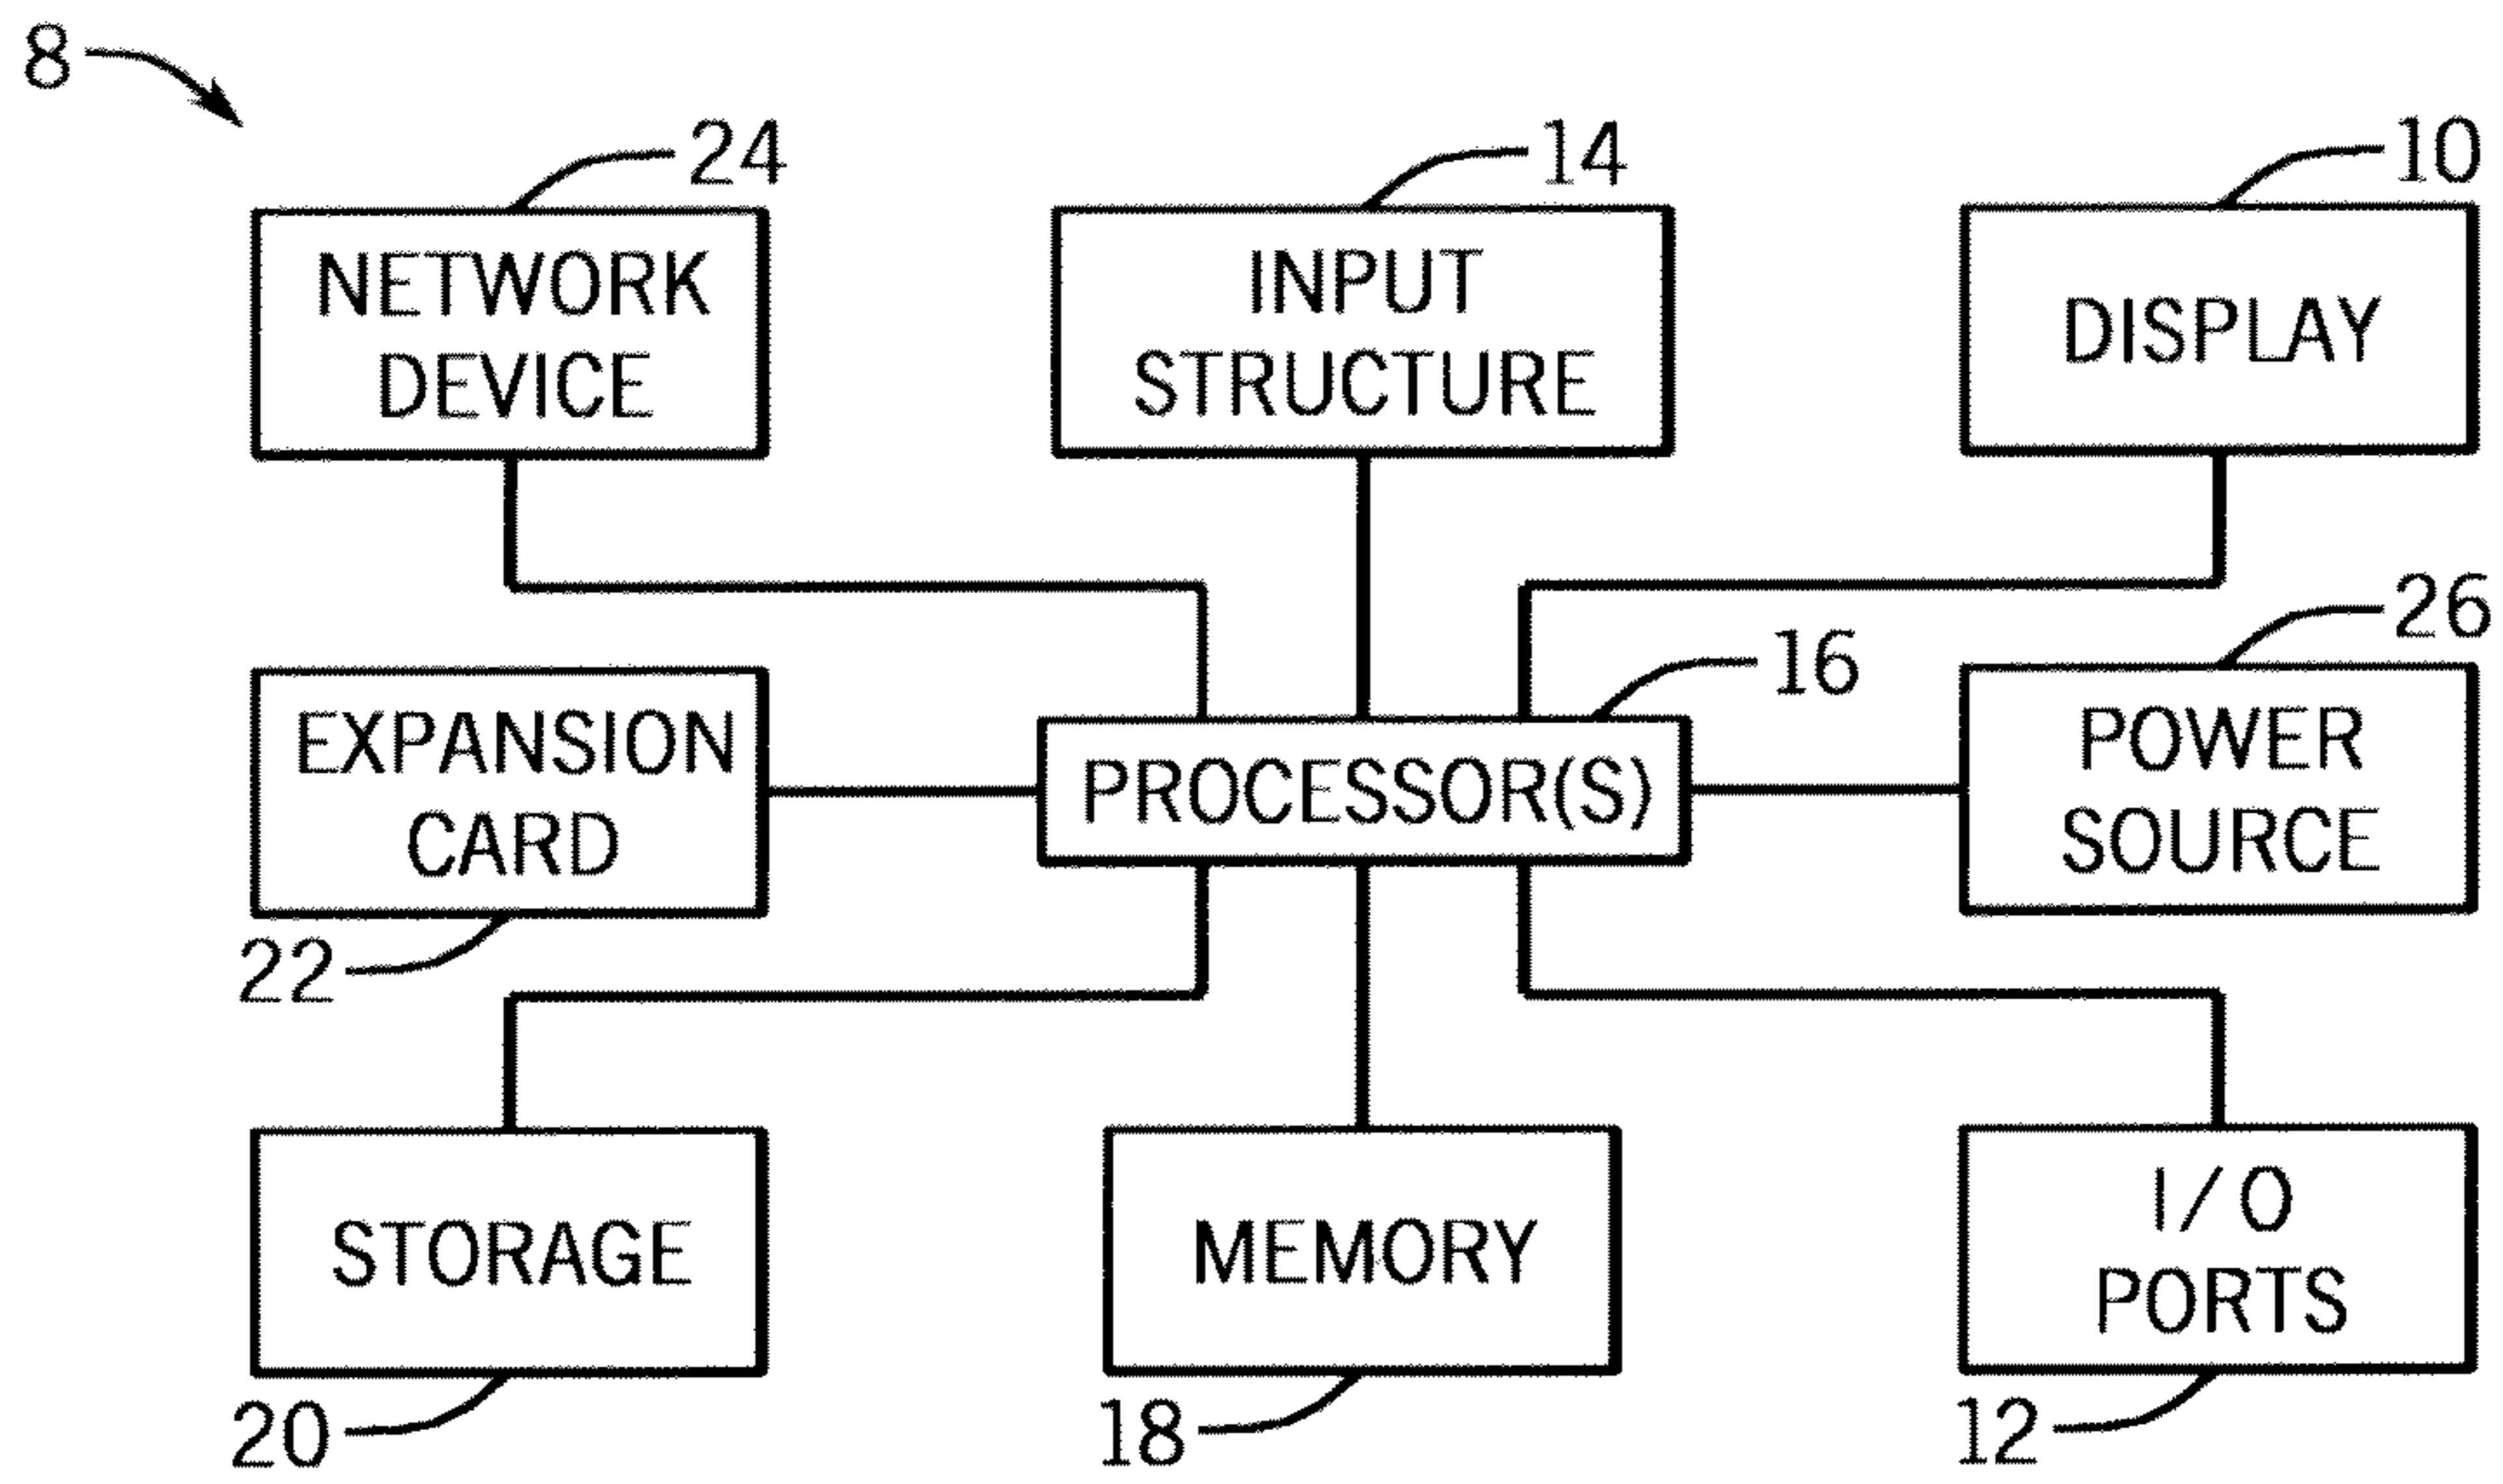 8
24
14
10
NETWORK
DEVICE
INPUT
STRUCTURE
DISPLAY
26
16
EXPANSION
CARD
PROCESSOR(S)
POWER
SOURCE
22
STORAGE
MEMORY
I/O
PORTS
20
18
12